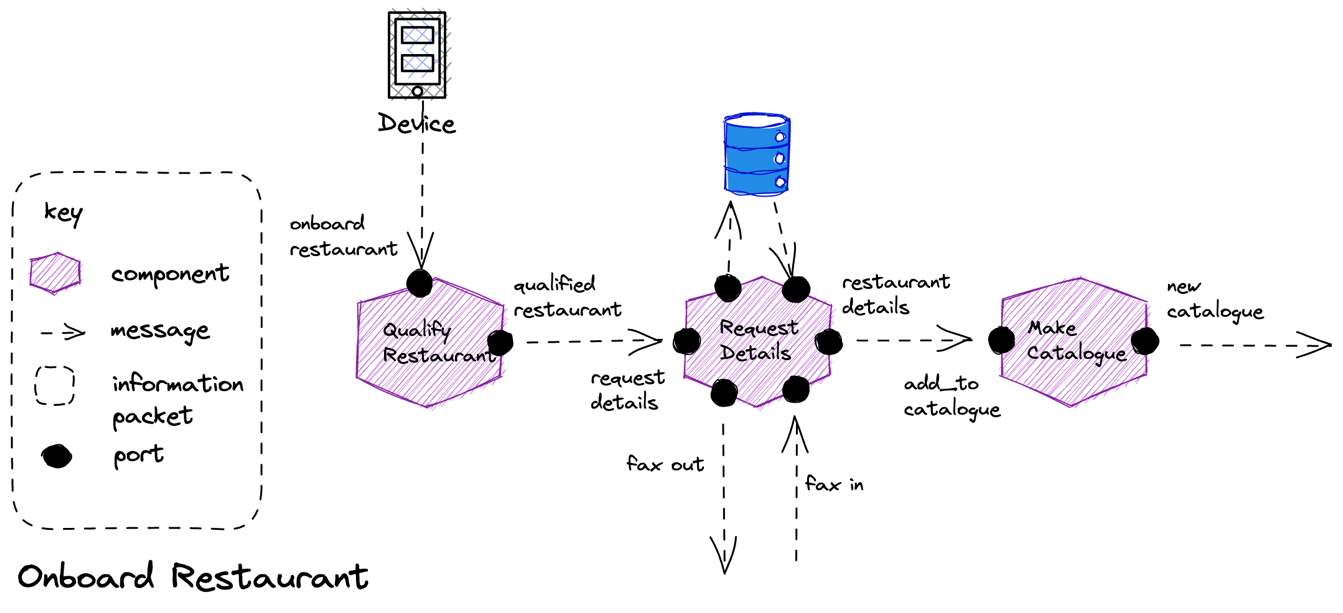 Device
key
component
message
information
packet
port
onboard
restaurant
Qualify
Restaurant
qualified
restaurant
request
details
Request
Details
fax out
fax in
restaurant
details
add_to
catalogue
Make
Catalogue
new
catalogue
Onboard Restaurant